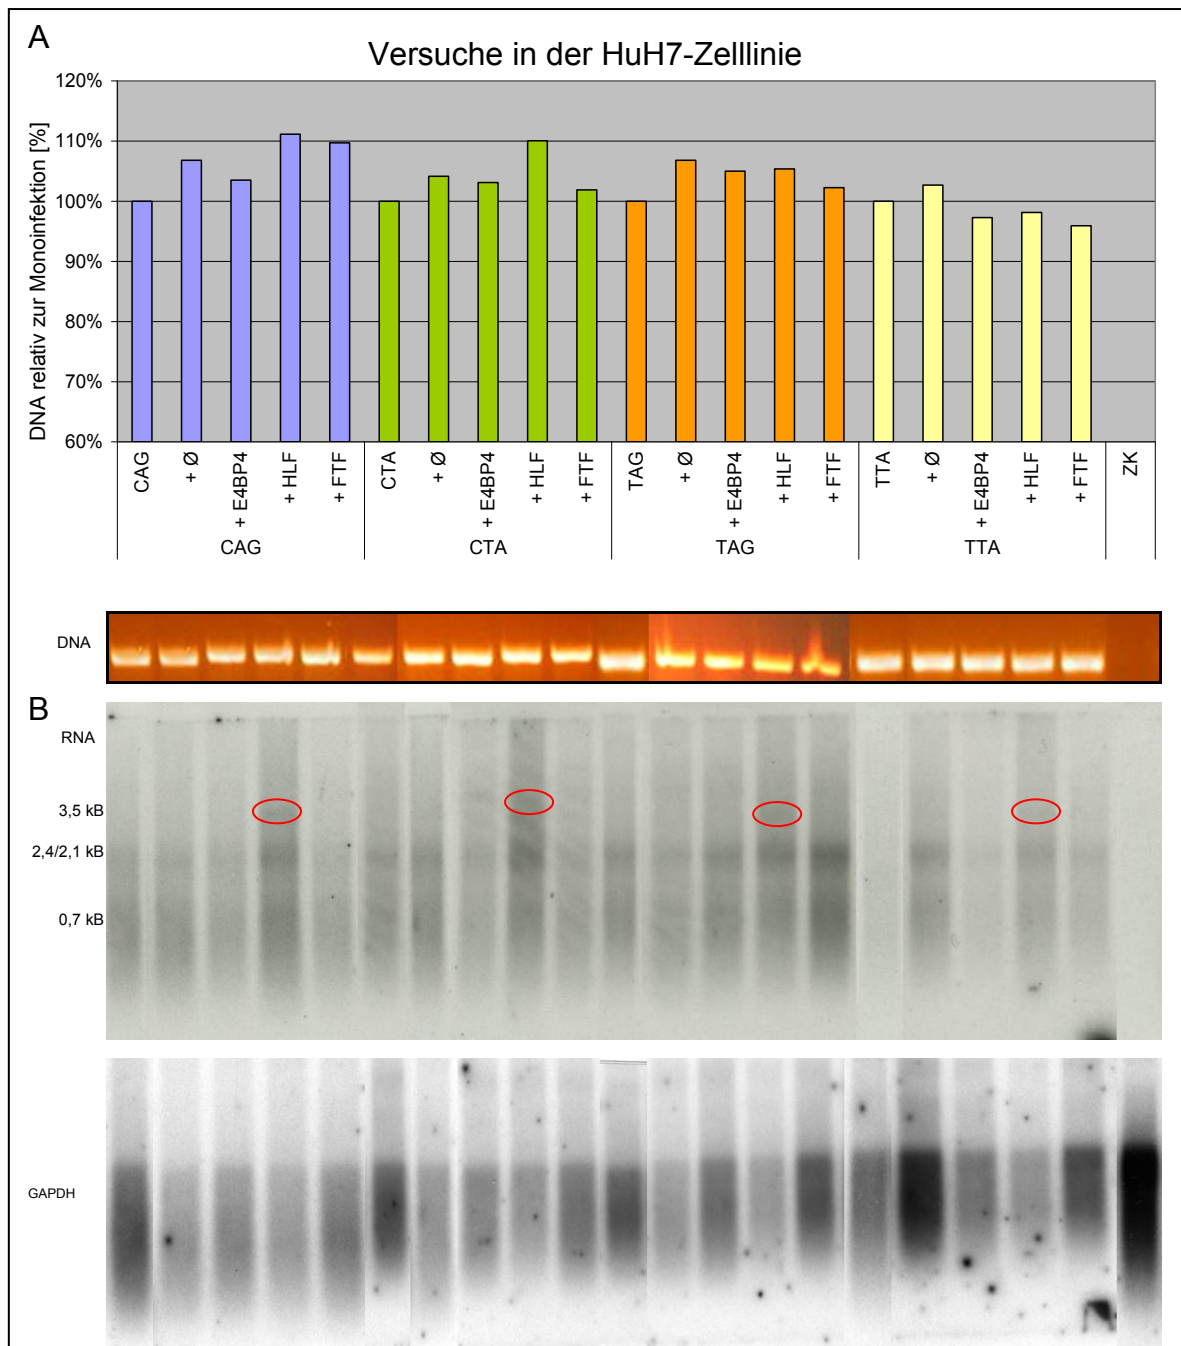 A
Versuche in der HuH7-Zelllinie
DNA relativ zur Monoinfektion [%]
120%
110%
100%
90%
80%
70%
60%
CAG
+ Ø
+ E4BP4
+ HLF
+ FTF
CTA
+ Ø
+ E4BP4
+ HLF
+ FTF
TAG
+ Ø
+ E4BP4
+ HLF
+ FTF
TTA
+ Ø
+ E4BP4
+ HLF
+ FTF
ZK
CAG
CTA
TAG
TTA
DNA
B
RNA
3,5 kB
2,4/2,1 kB
0,7 kB
GAPDH